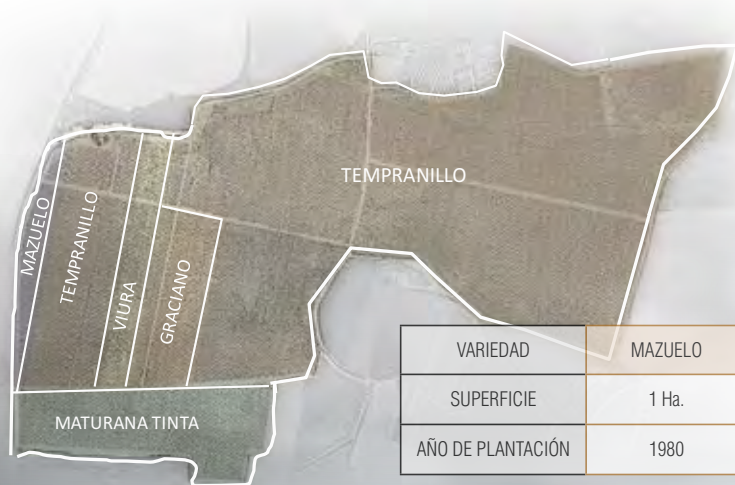 TEMPRANILLO
MAZUELO
TEMPRANILLO
VIURA
GRACIANO
MATURANA TINTA
VARIEDAD MAZUELO
SUPERFICIE 1 Ha.
AÑO DE PLANTACIÓN 1980